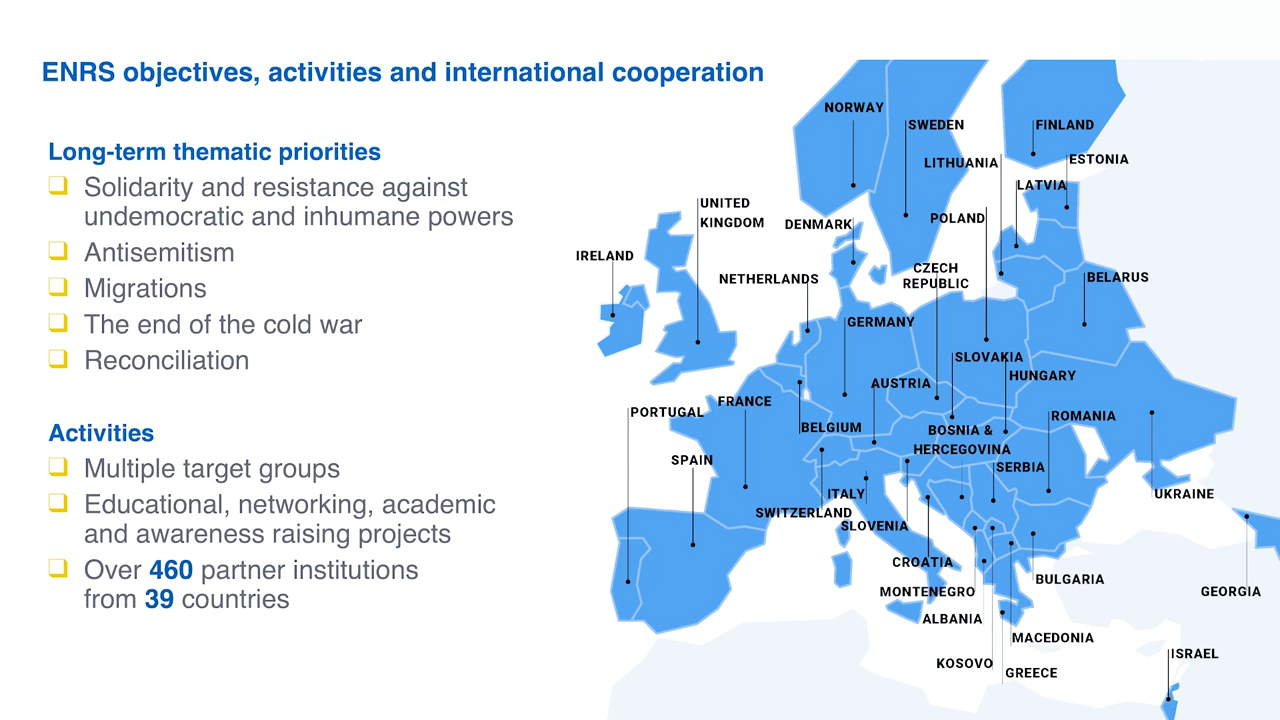 ENRS objectives, activities and international cooperation
Long-term thematic priorities
Solidarity and resistance against
undemocratic and inhumane powers
Antisemitism
Migrations
The end of the cold war
Reconciliation
Activities
Multiple target groups
Educational, networking, academic
and awareness raising projects
Over 460 partner institutions
from 39 countries
NORWAY
SWEDEN
FINLAND
LITHUANIA
ESTONIA
LATVIA
UNITED
KINGDOM
DENMARK
POLAND
IRELAND
NETHERLANDS
CZECH
REPUBLIC
BELARUS
GERMANY
SLOVAKIA
HUNGARY
AUSTRIA
FRANCE
PORTUGAL
ROMANIA
BELGIUM
BOSNIA &
HERCEGOVINA
SPAIN
SERBIA
ITALY
UKRAINE
SWITZERLAND
SLOVENIA
CROATIA
BULGARIA
MONTENEGRO
GEORGIA
ALBANIA
MACEDONIA
ISRAEL
KOSOVO
GREECE